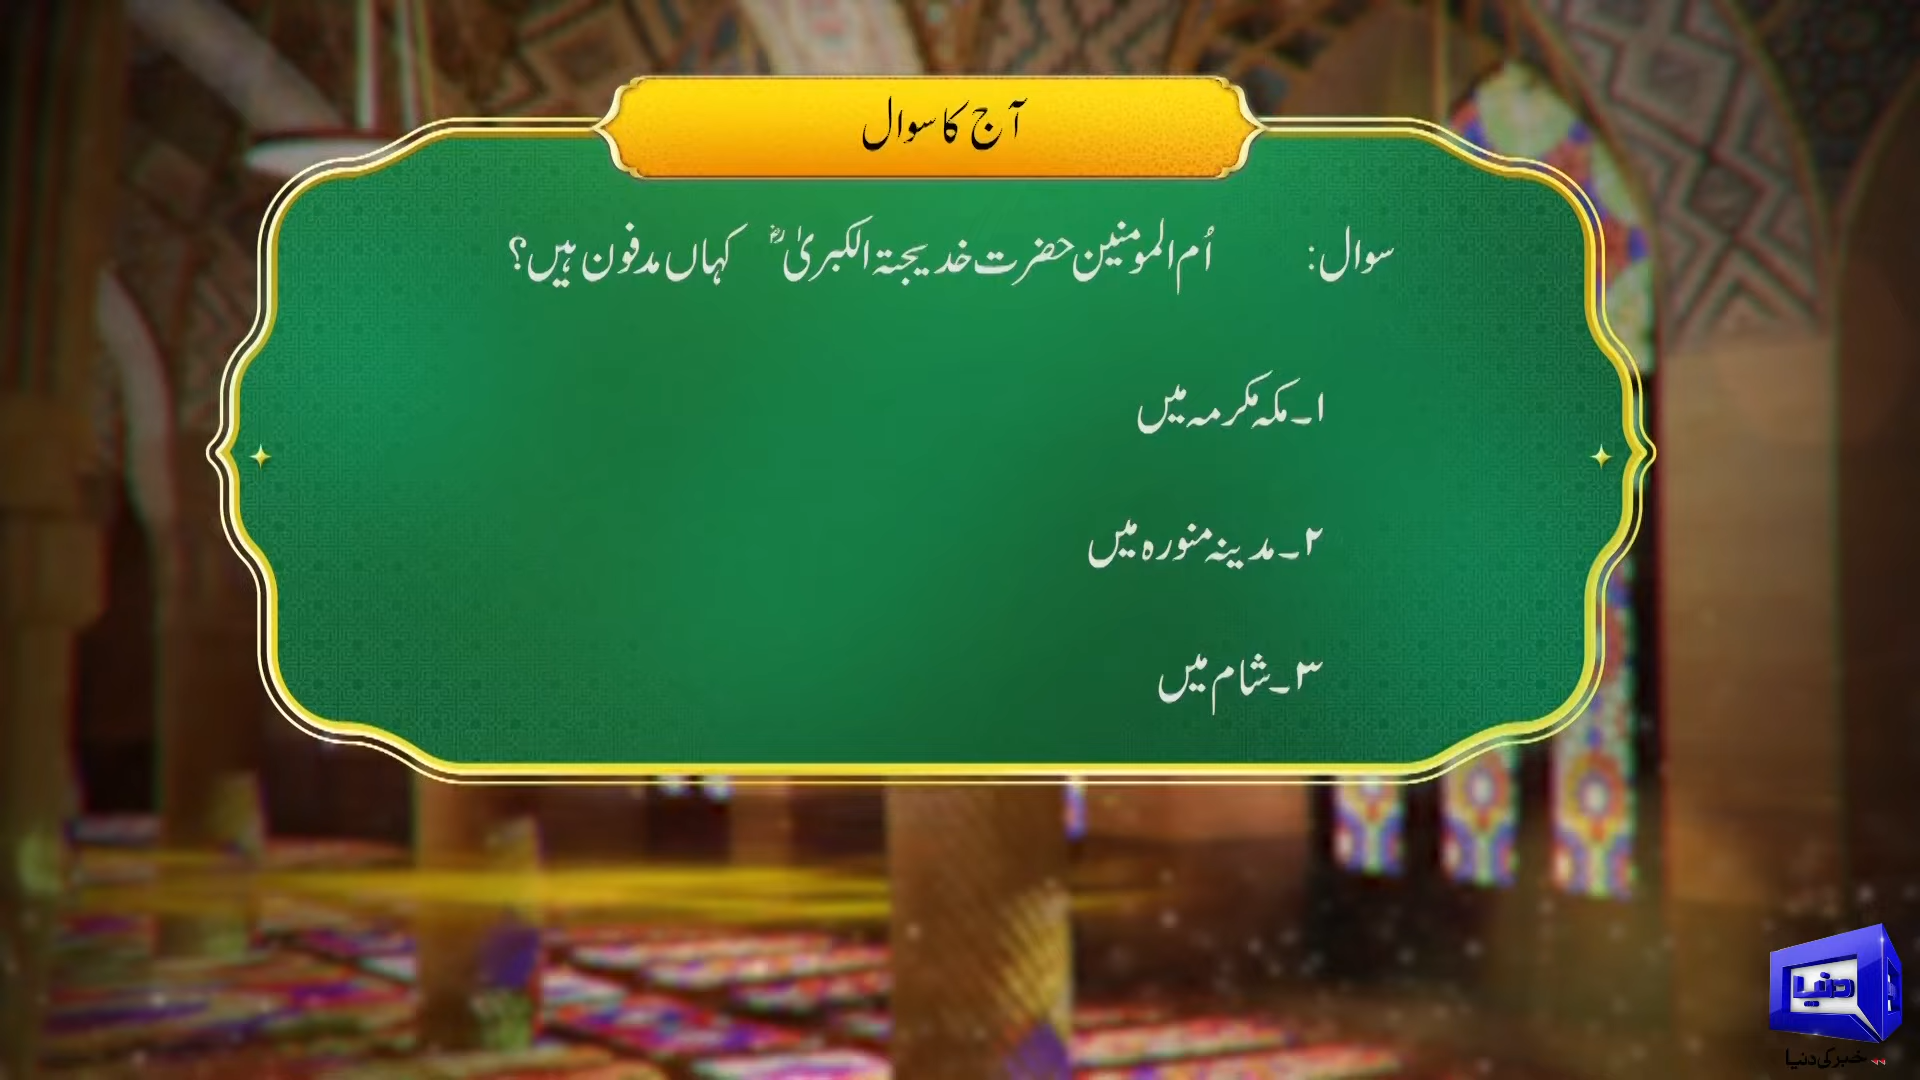 آج کا سوال
سوال: اُم المومنین حضرت خدیجتہ الکبریٰؓ کہاں مدفون ہیں؟
۱۔ مکہ مکرمہ میں
۲۔ مدینہ منورہ میں
۳۔ شام میں
دنیا
خبر کی دنیا